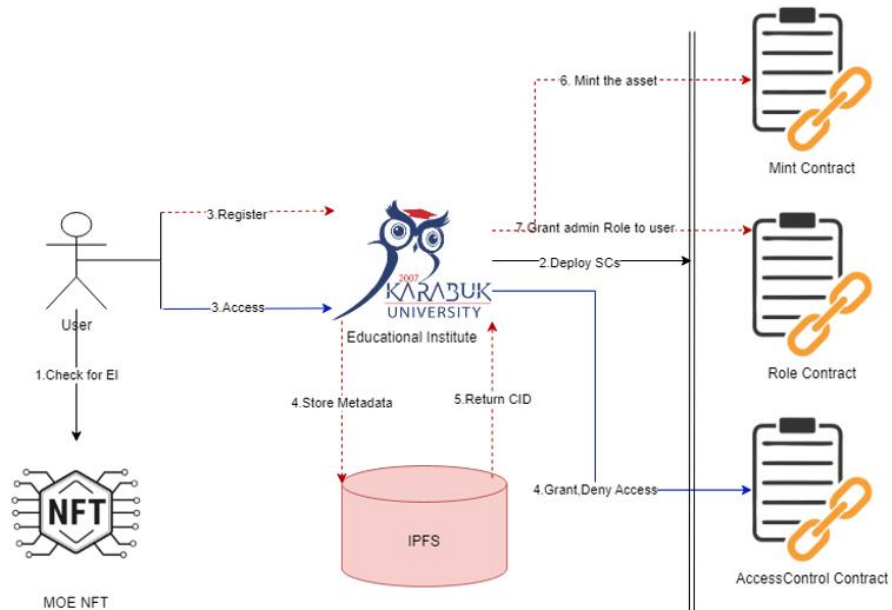 6. Mint the asset
Mint Contract
3.Register
7.Grant admin Role to user
2.Deploy SCs
2007
KARABUK
UNIVERSITY
3.Access
User
Educational Institute
1.Check for EI
Role Contract
4.Store Metadata
5.Return CID
4.Grant,Deny Access
NFT
IPFS
AccessControl Contract
MOE NFT